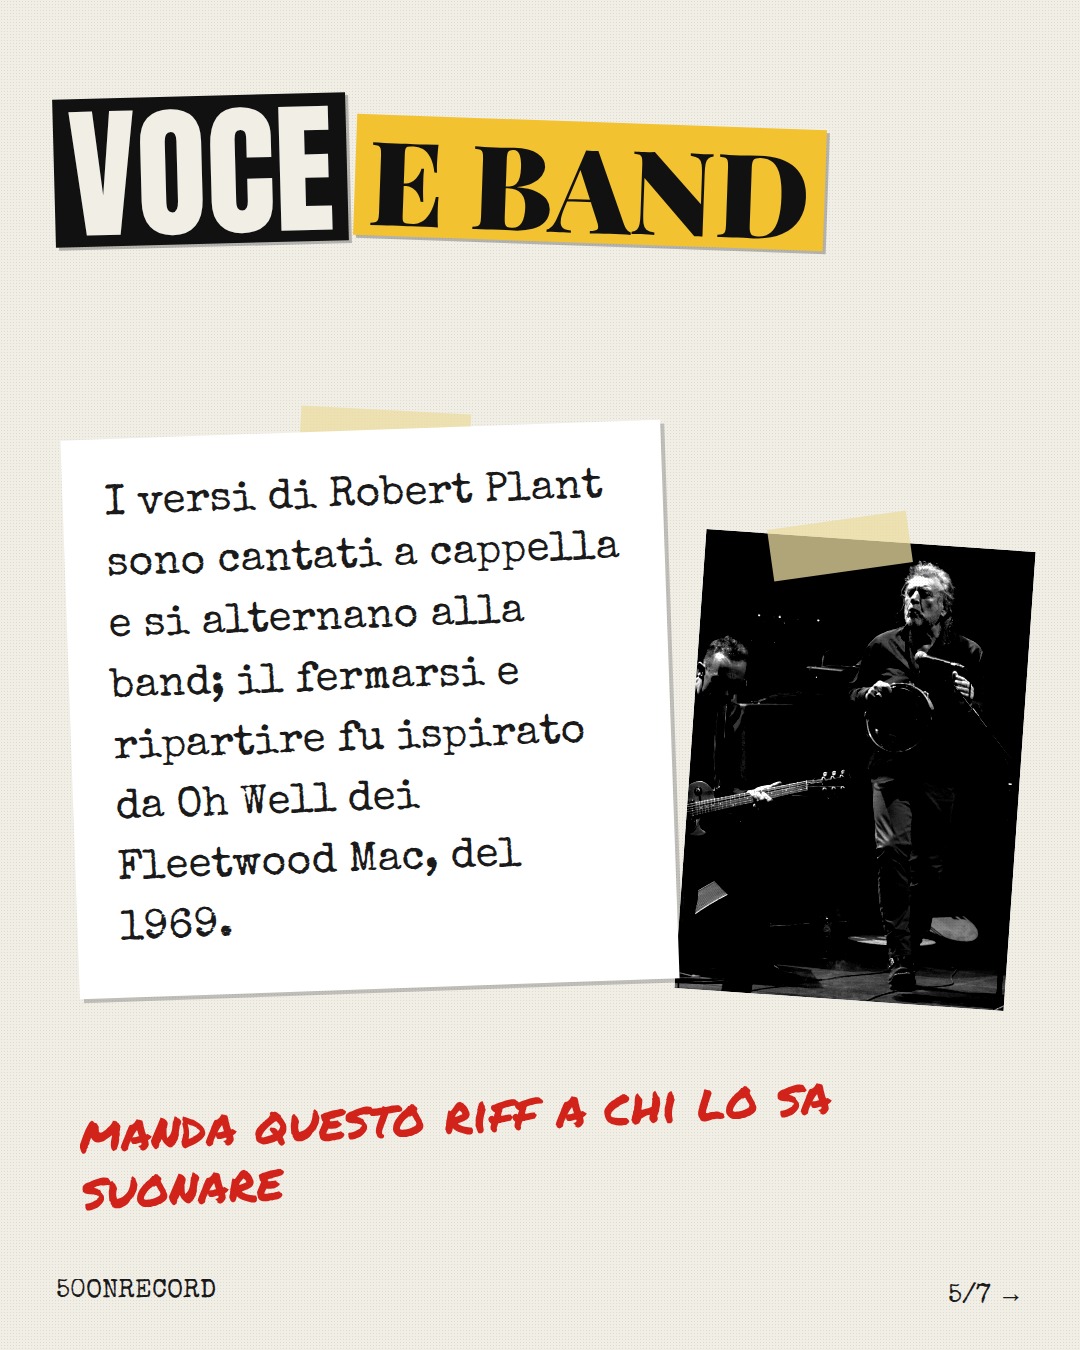 VOCE E BAND
I versi di Robert Plant
sono cantati a cappella
e si alternano alla
band; il fermarsi e
ripartire fu ispirato
da Oh Well dei
Fleetwood Mac, del
1969.
MANDA QUESTO RIFF A CHI LO SA
SUONARE
50ONRECORD
5/7 →